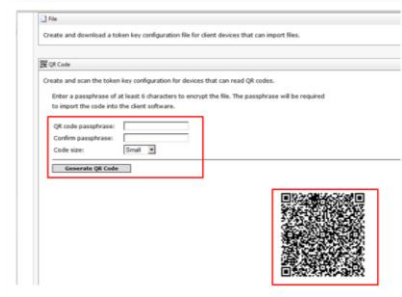 File
Create and download a token key configuration file for client devices that can import files.
QR Code
Create and scan the token key configuration for devices that can read QR codes.
Enter a passphrase of at least 6 characters to encrypt the file. The passphrase will be required
to import the code into the client software.
QR code passphrase:
Confirm passphrase:
Code size: Small
Generate QR Code